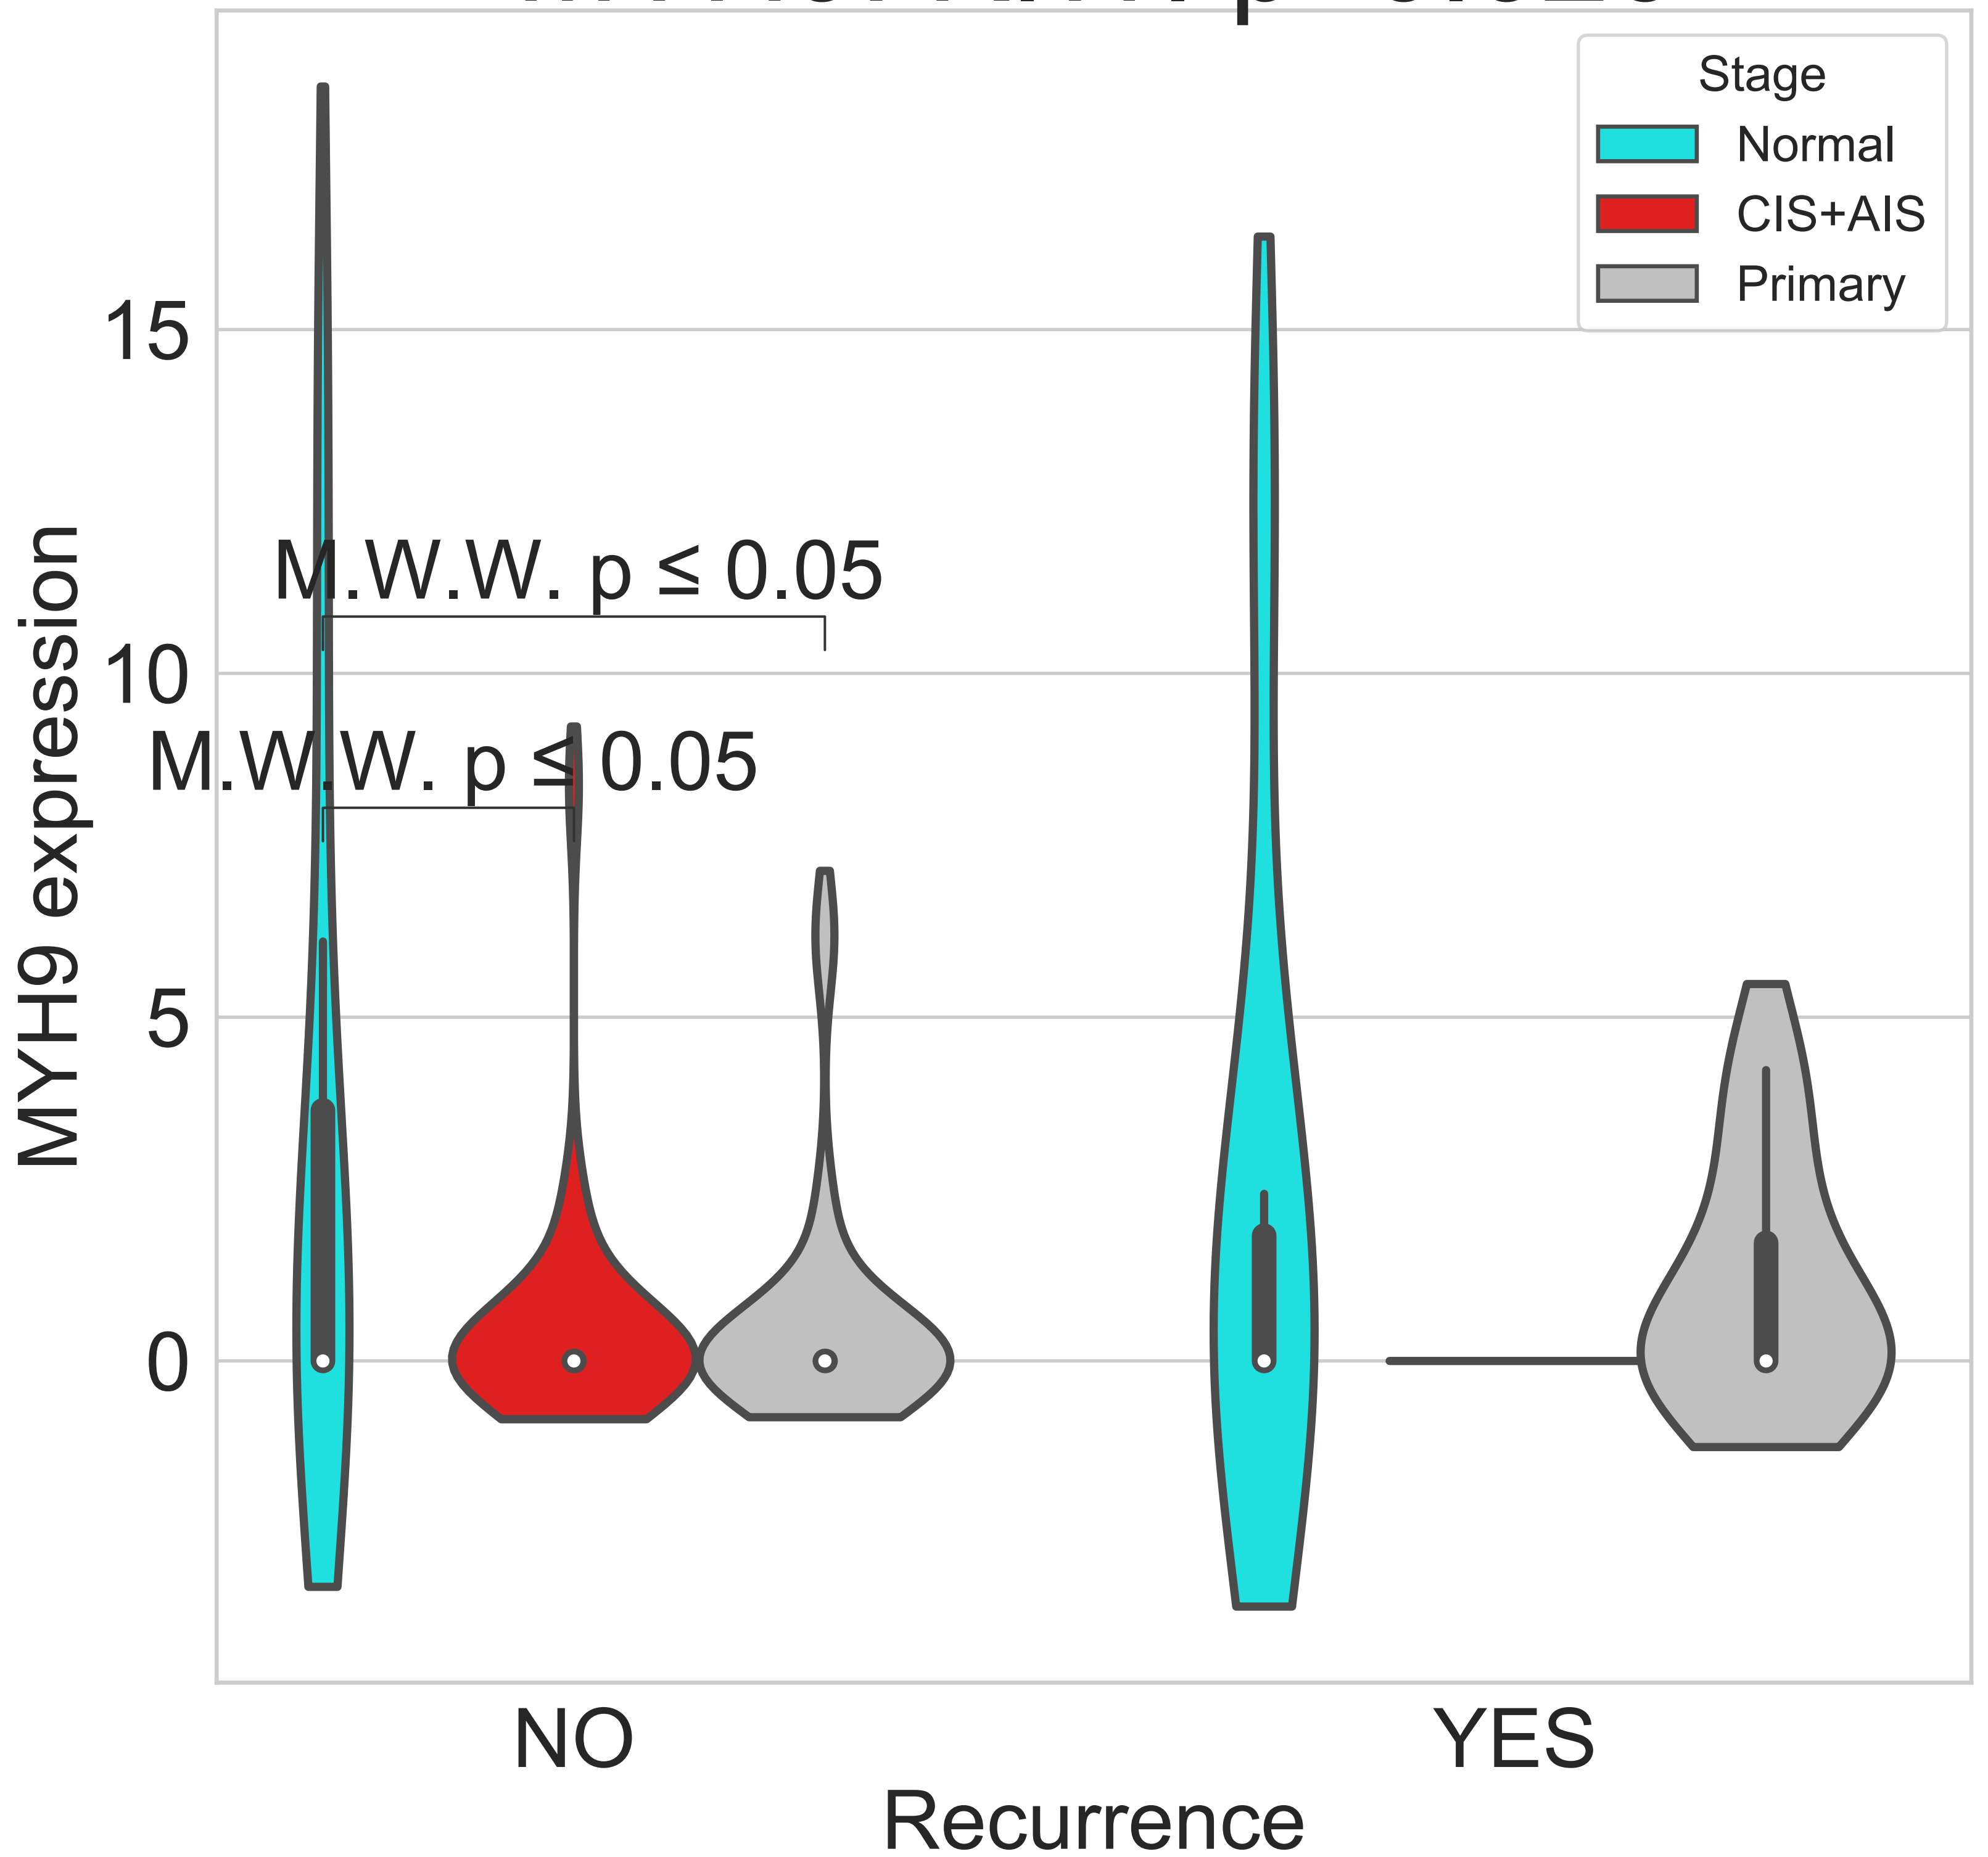 Stage
Normal
CIS+AIS
Primary
15
10
5
0
M.W.W. p ≤ 0.05
M.W.W. p ≤ 0.05
MYH9 expression
NO
YES
Recurrence